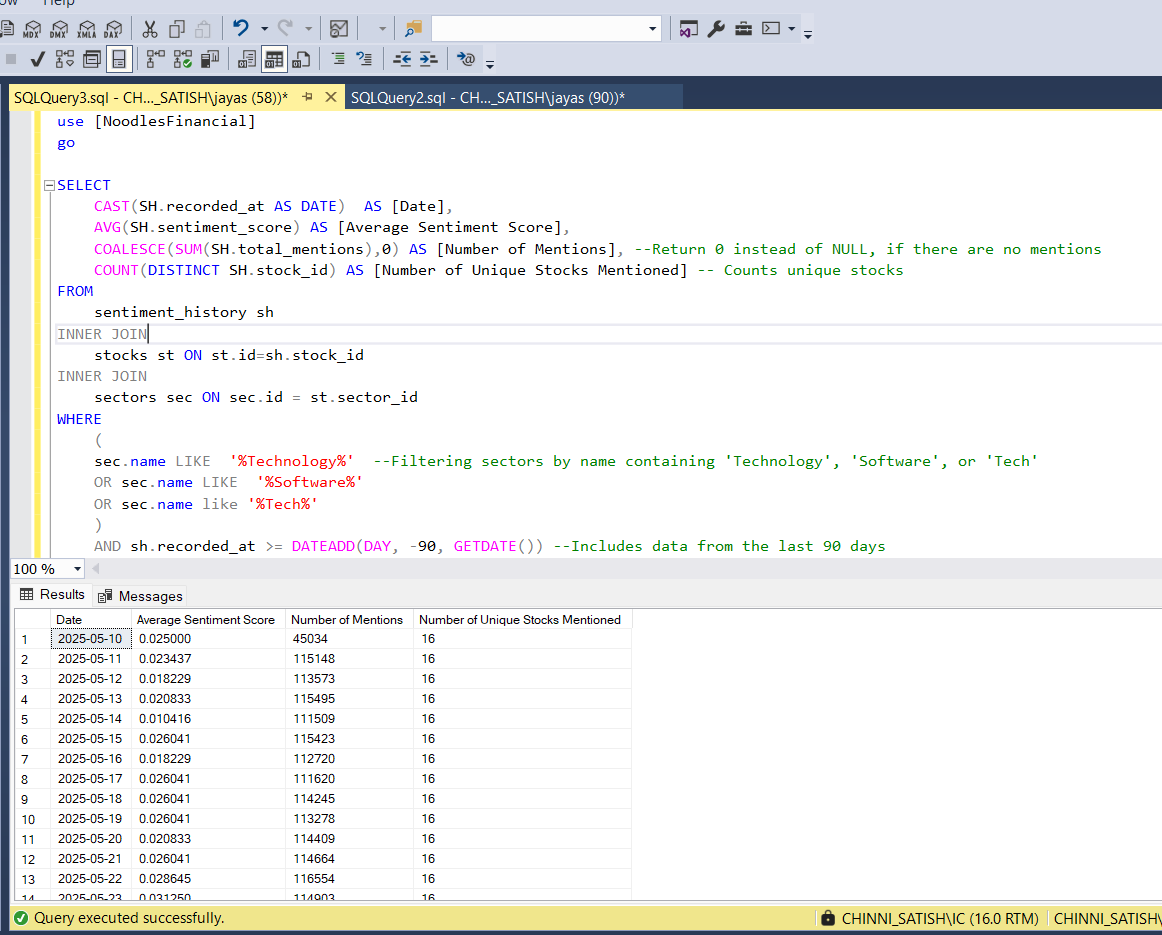 Help
MDX DMX XMLA DAX
SQLQuery3.sql - CH..._SATISH\jayas (58))* SQLQuery2.sql - CH..._SATISH\jayas (90))*
use [NoodlesFinancial]
go
SELECT
CAST(SH.recorded_at AS DATE)  AS [Date],
AVG(SH.sentiment_score) AS [Average Sentiment Score],
COALESCE(SUM(SH.total_mentions),0) AS [Number of Mentions], --Return 0 instead of NULL, if there are no mentions
COUNT(DISTINCT SH.stock_id) AS [Number of Unique Stocks Mentioned] -- Counts unique stocks
FROM
sentiment_history sh
INNER JOIN
stocks st ON st.id=sh.stock_id
INNER JOIN
sectors sec ON sec.id = st.sector_id
WHERE
(
sec.name LIKE  '%Technology%'  --Filtering sectors by name containing 'Technology', 'Software', or 'Tech'
OR sec.name LIKE  '%Software%'
OR sec.name like '%Tech%'
)
AND sh.recorded_at >= DATEADD(DAY, -90, GETDATE()) --Includes data from the last 90 days
100 %
Results Messages
Date Average Sentiment Score Number of Mentions Number of Unique Stocks Mentioned
1 2025-05-10 0.025000 45034 16
2 2025-05-11 0.023437 115148 16
3 2025-05-12 0.018229 113573 16
4 2025-05-13 0.020833 115495 16
5 2025-05-14 0.010416 111509 16
6 2025-05-15 0.026041 115423 16
7 2025-05-16 0.018229 112720 16
8 2025-05-17 0.026041 111620 16
9 2025-05-18 0.026041 114245 16
10 2025-05-19 0.026041 113278 16
11 2025-05-20 0.020833 114409 16
12 2025-05-21 0.026041 114664 16
13 2025-05-22 0.028645 116554 16
14 2025-05-23 0.031250 114903 16
Query executed successfully. CHINNI_SATISH\IC (16.0 RTM) CHINNI_SATISH\